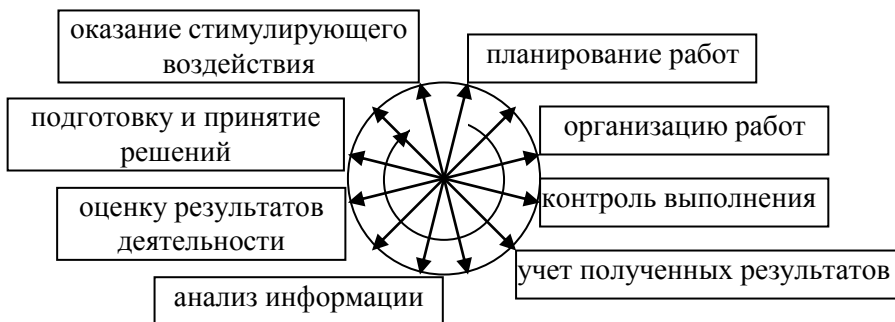 оказание стимулирующего
воздействия
планирование работ
подготовку и принятие
решений
организацию работ
оценку результатов
деятельности
контроль выполнения
анализ информации
учет полученных результатов